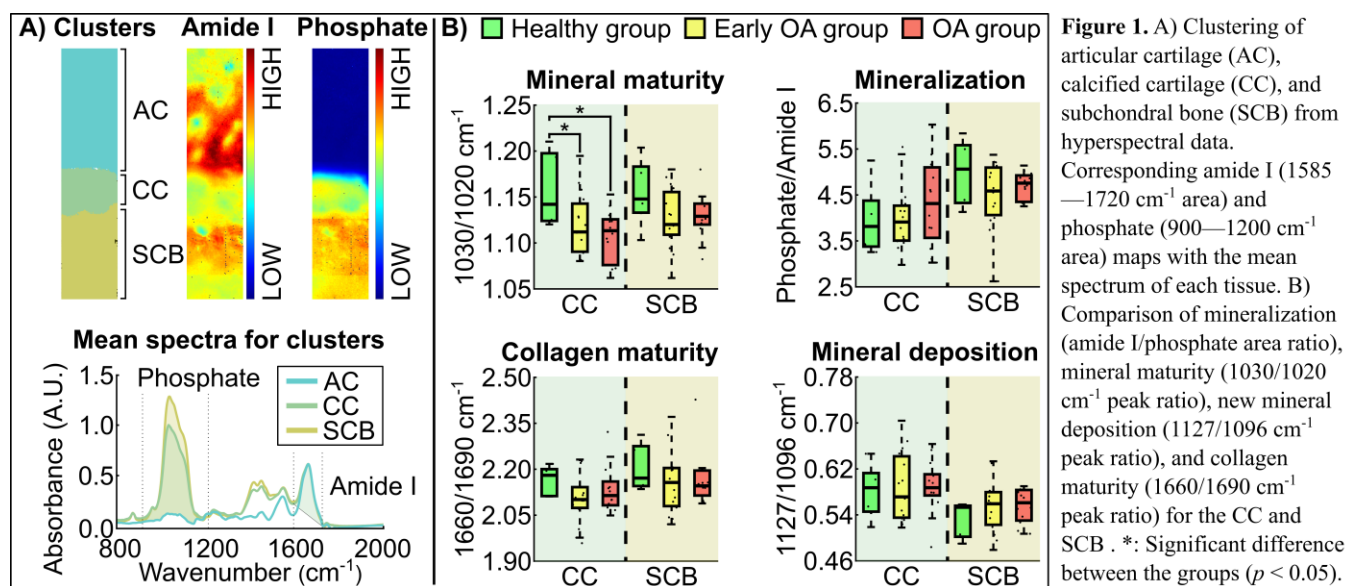 A) Clusters Amide I Phosphate
AC
CC
SCB
HIGH
LOW
HIGH
LOW
Mean spectra for clusters
Absorbance (A.U.)
1.5
1.0
0.5
0.0
Phosphate
AC
CC
SCB
Amide I
800 1200 1600 2000
Wavenumber (cm-1)
B) Healthy group Early OA group OA group
Mineral maturity
1030/1020 cm-1
1.25
1.20
1.15
1.10
1.05
*
*
CC SCB
Mineralization
Phosphate/Amide I
6.5
5.5
4.5
3.5
2.5
CC SCB
Collagen maturity
1660/1690 cm-1
2.50
2.35
2.20
2.05
1.90
CC SCB
Mineral deposition
1127/1096 cm-1
0.78
0.70
0.62
0.54
0.46
CC SCB
Figure 1. A) Clustering of
articular cartilage (AC),
calcified cartilage (CC), and
subchondral bone (SCB) from
hyperspectral data.
Corresponding amide I (1585
—1720 cm-1 area) and
phosphate (900—1200 cm-1
area) maps with the mean
spectrum of each tissue. B)
Comparison of mineralization
(amide I/phosphate area ratio),
mineral maturity (1030/1020
cm-1 peak ratio), new mineral
deposition (1127/1096 cm-1
peak ratio), and collagen
maturity (1660/1690 cm-1
peak ratio) for the CC and
SCB . *: Significant difference
between the groups (p < 0.05).